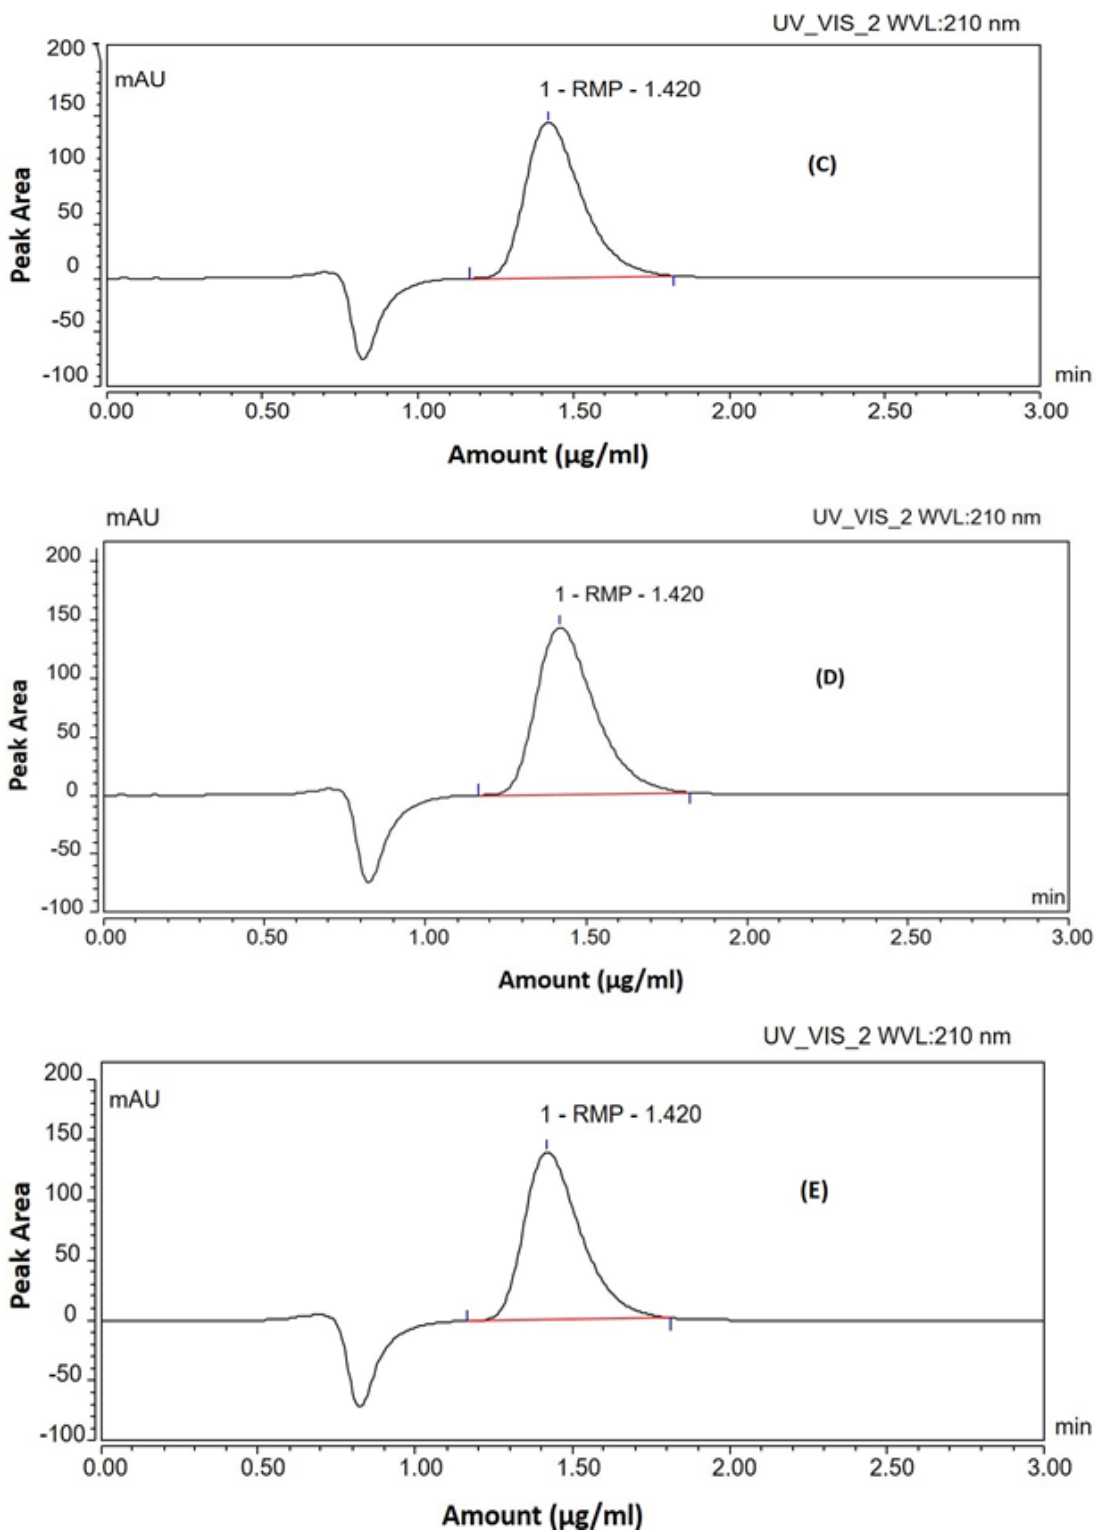 UV_VIS_2 WVL:210 nm
200
mAU
1 - RMP - 1.420
150
(C)
100
Peak Area
50
0
-50
-100
min
0.00 0.50 1.00 1.50 2.00 2.50 3.00
Amount (µg/ml)
mAU UV_VIS_2 WVL:210 nm
200
1 - RMP - 1.420
150
(D)
100
Peak Area
50
0
-50
-100
min
0.00 0.50 1.00 1.50 2.00 2.50 3.00
Amount (µg/ml)
UV_VIS_2 WVL:210 nm
200
mAU
1 - RMP - 1.420
150
(E)
100
Peak Area
50
0
-50
-100
min
0.00 0.50 1.00 1.50 2.00 2.50 3.00
Amount (µg/ml)